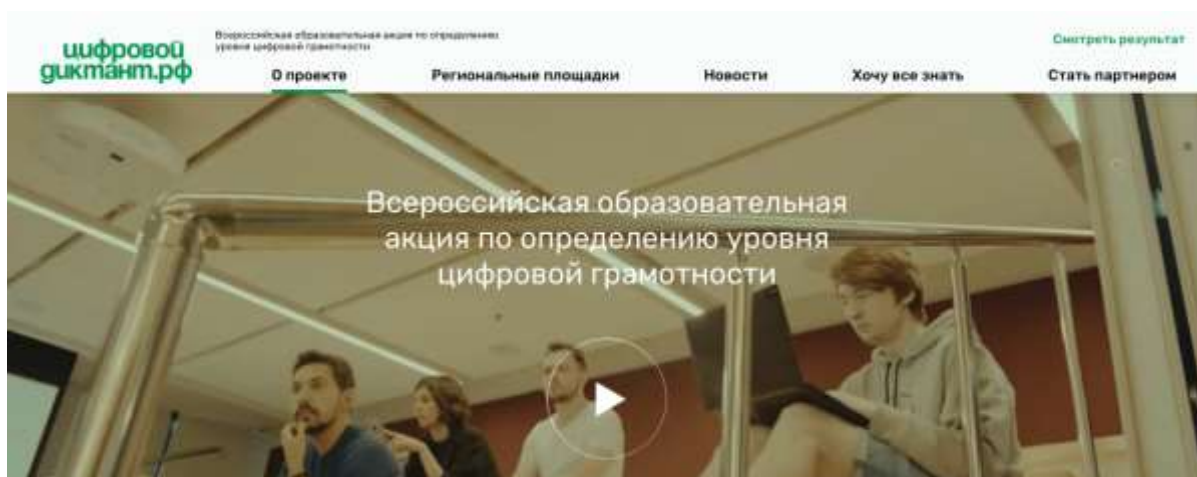 цифровой
диктант.рф
Всероссийская образовательная акция по определению
уровня цифровой грамотности
Смотреть результат
О проекте
Региональные площадки
Новости
Хочу все знать
Стать партнером
Всероссийская образовательная
акция по определению уровня
цифровой грамотности